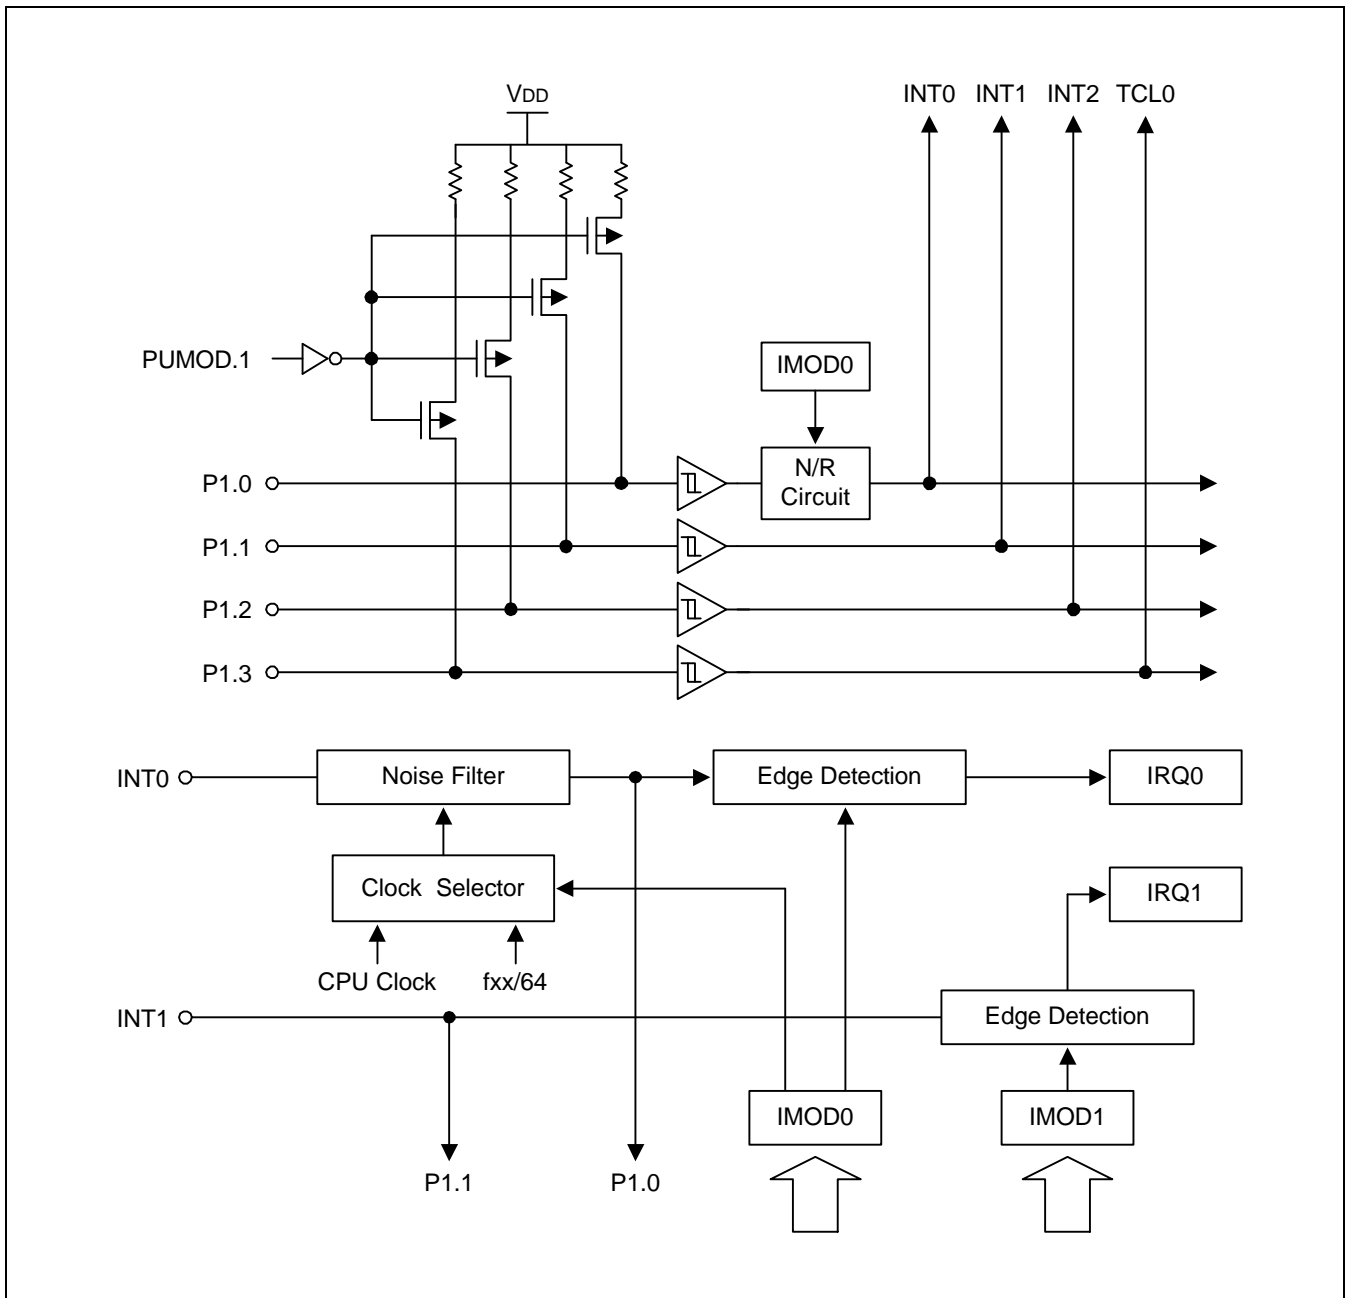 VDD
INT0 INT1 INT2 TCL0
PUMOD.1
IMOD0
P1.0
N/R
Circuit
P1.1
P1.2
P1.3
INT0
Noise Filter
Edge Detection
IRQ0
Clock Selector
IRQ1
CPU Clock
fxx/64
INT1
Edge Detection
IMOD0
IMOD1
P1.1
P1.0